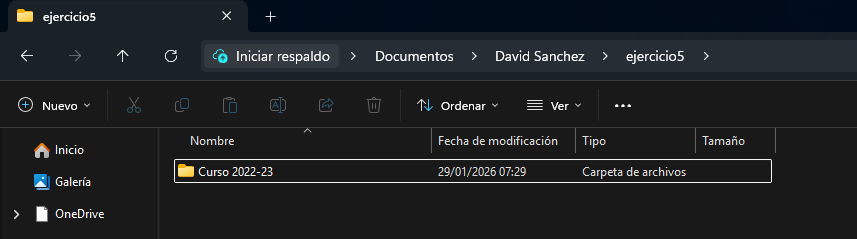 ejercicio5
Iniciar respaldo > Documentos > David Sanchez > ejercicio5 >
Nuevo Ordenar Ver
Nombre Fecha de modificación Tipo Tamaño
Inicio
Galería
OneDrive
Curso 2022-23 29/01/2026 07:29 Carpeta de archivos